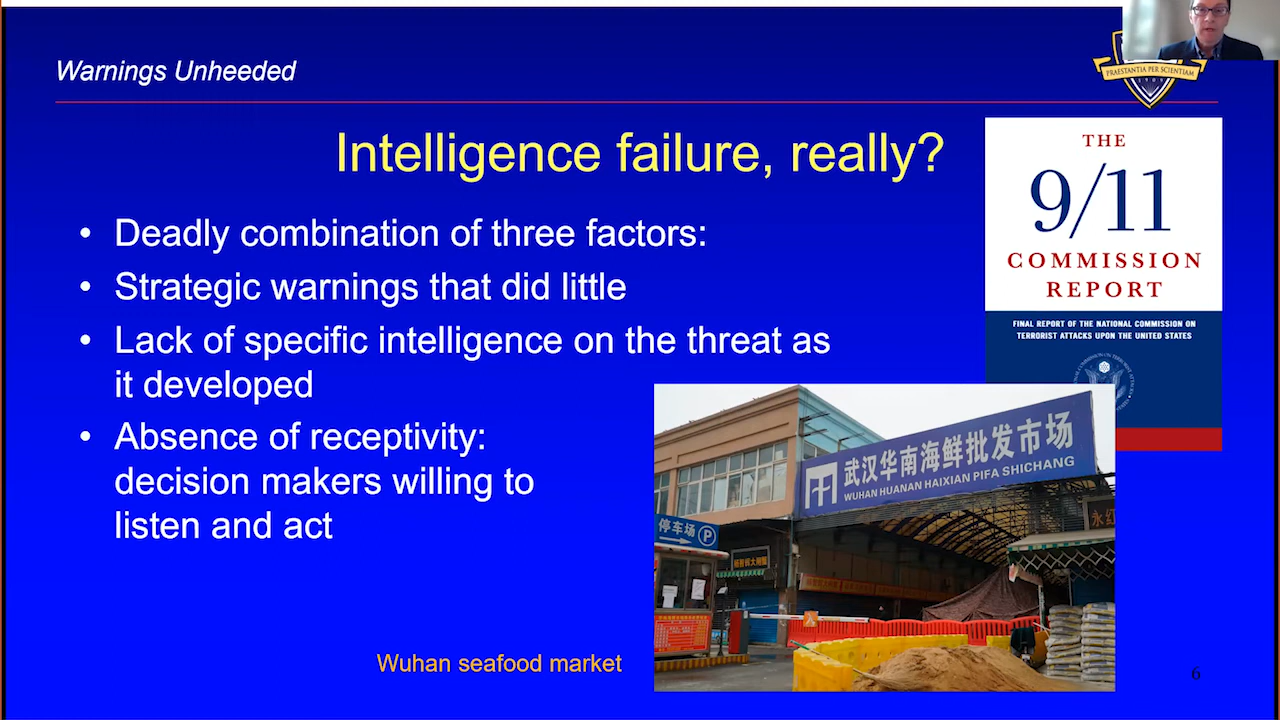 Warnings Unheeded
PRAESTANTIA PER SCIENTIAM
1909
Intelligence failure, really?
• Deadly combination of three factors:
• Strategic warnings that did little
• Lack of specific intelligence on the threat as
it developed
• Absence of receptivity:
decision makers willing to
listen and act
THE
9/11
COMMISSION
REPORT
FINAL REPORT OF THE NATIONAL COMMISSION ON
TERRORIST ATTACKS UPON THE UNITED STATES
武汉华南海鲜批发市场
WUHAN HUANAN HAIXIAN PIFA SHICHANG
停车场 P
Wuhan seafood market
6